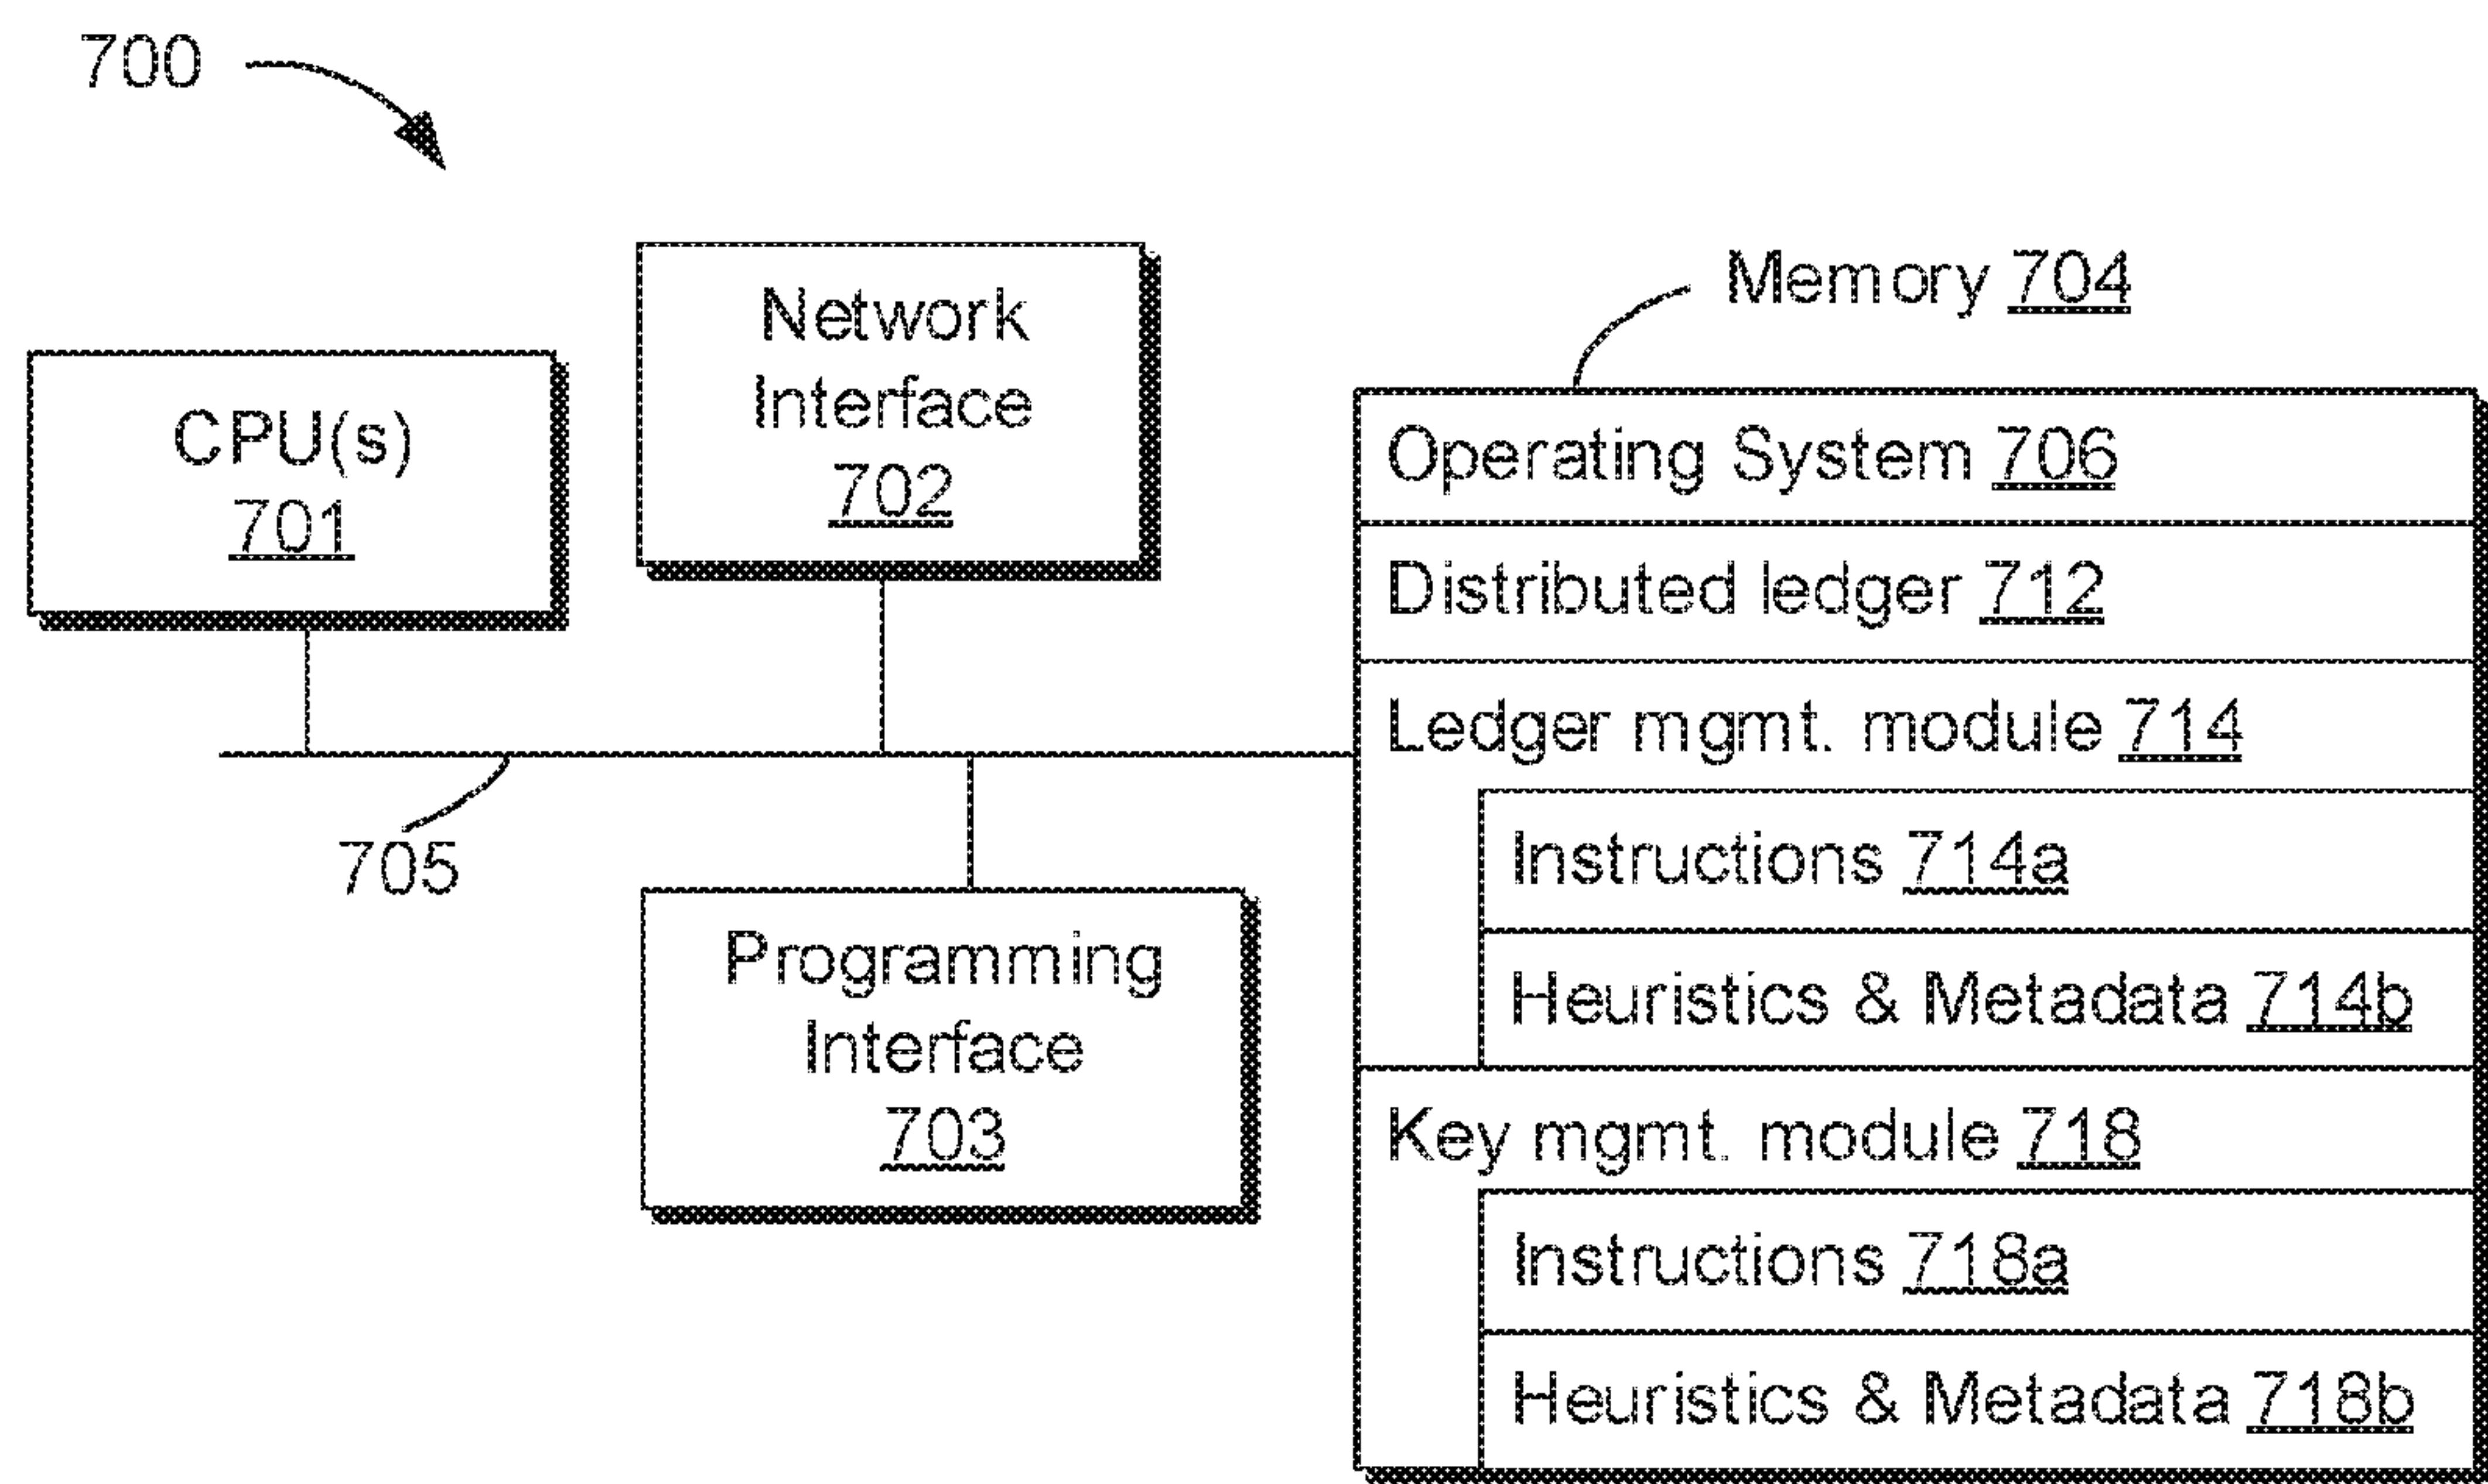 700
CPU(s)
701
Network
Interface
702
705
Programming
Interface
703
Memory 704
Operating System 706
Distributed ledger 712
Ledger mgmt. module 714
Instructions 714a
Heuristics & Metadata 714b
Key mgmt. module 718
Instructions 718a
Heuristics & Metadata 718b